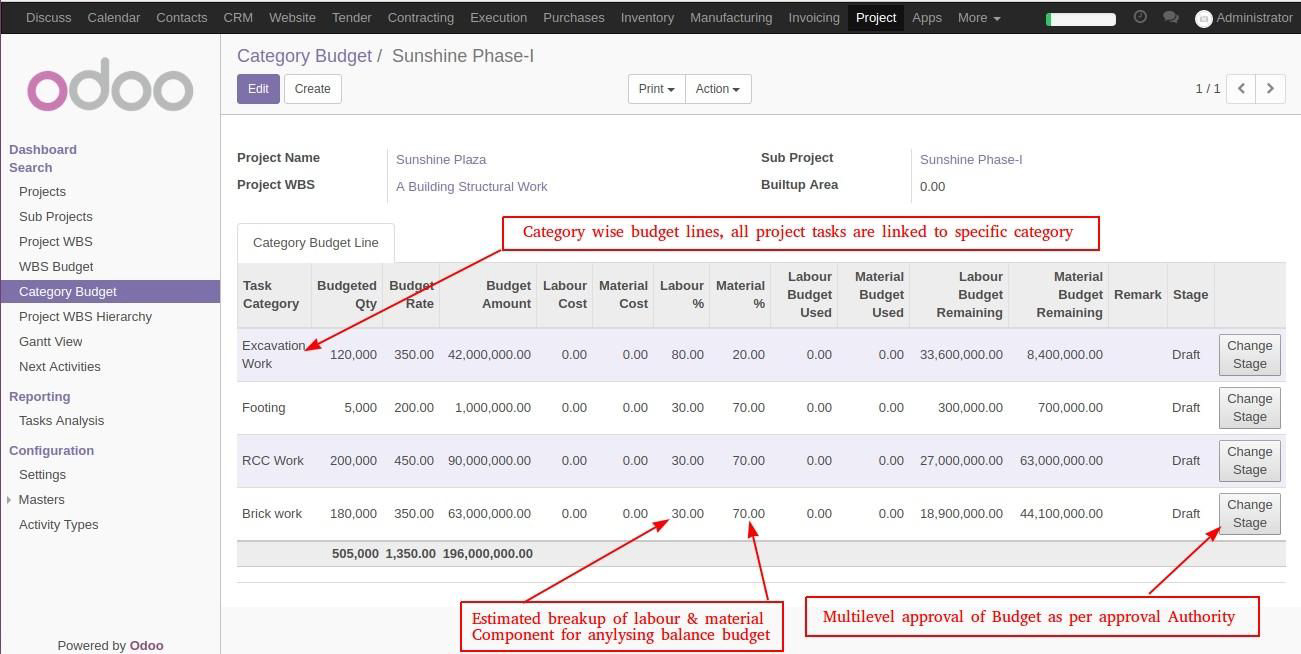 Discuss Calendar Contacts CRM Website Tender Contracting Execution Purchases Inventory Manufacturing Invoicing Project Apps More Administrator
odoo
Dashboard
Search
Projects
Sub Projects
Project WBS
WBS Budget
Category Budget
Project WBS Hierarchy
Gantt View
Next Activities
Reporting
Tasks Analysis
Configuration
Settings
Masters
Activity Types
Powered by Odoo
Category Budget / Sunshine Phase-I
Edit Create Print Action 1 / 1
Project Name Sunshine Plaza Sub Project Sunshine Phase-I
Project WBS A Building Structural Work Builtup Area 0.00
Category wise budget lines, all project tasks are linked to specific category
Category Budget Line
Task Category Budgeted Qty Budget Rate Budget Amount Labour Cost Material Cost Labour % Material % Labour Budget Used Material Budget Used Labour Budget Remaining Material Budget Remaining Remark Stage
Excavation Work 120,000 350.00 42,000,000.00 0.00 0.00 80.00 20.00 0.00 0.00 33,600,000.00 8,400,000.00 Draft Change Stage
Footing 5,000 200.00 1,000,000.00 0.00 0.00 30.00 70.00 0.00 0.00 300,000.00 700,000.00 Draft Change Stage
RCC Work 200,000 450.00 90,000,000.00 0.00 0.00 30.00 70.00 0.00 0.00 27,000,000.00 63,000,000.00 Draft Change Stage
Brick work 180,000 350.00 63,000,000.00 0.00 0.00 30.00 70.00 0.00 0.00 18,900,000.00 44,100,000.00 Draft Change Stage
505,000 1,350.00 196,000,000.00
Estimated breakup of labour & material
Component for anylysing balance budget
Multilevel approval of Budget as per approval Authority